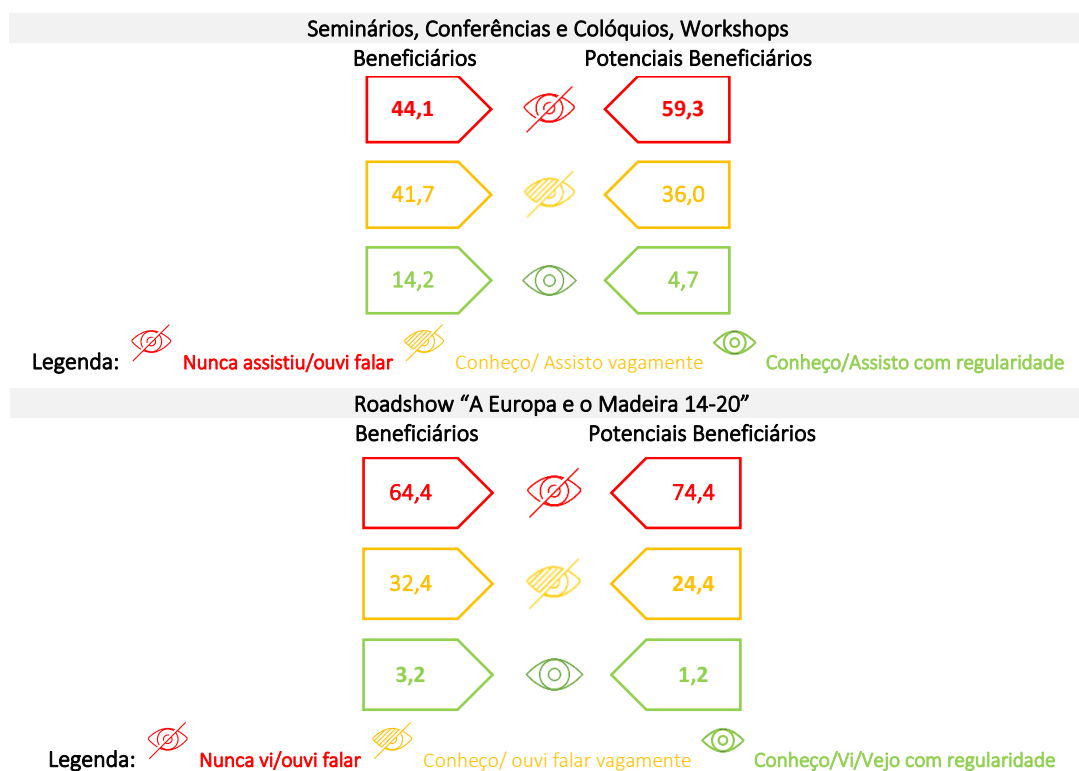 Seminários, Conferências e Colóquios, Workshops
Beneficiários Potenciais Beneficiários
44,1 59,3
41,7 36,0
14,2 4,7
Legenda: Nunca assistiu/ouvi falar Conheço/ Assisto vagamente Conheço/Assisto com regularidade
Roadshow “A Europa e o Madeira 14-20”
Beneficiários Potenciais Beneficiários
64,4 74,4
32,4 24,4
3,2 1,2
Legenda: Nunca vi/ouvi falar Conheço/ ouvi falar vagamente Conheço/Vi/Vejo com regularidade